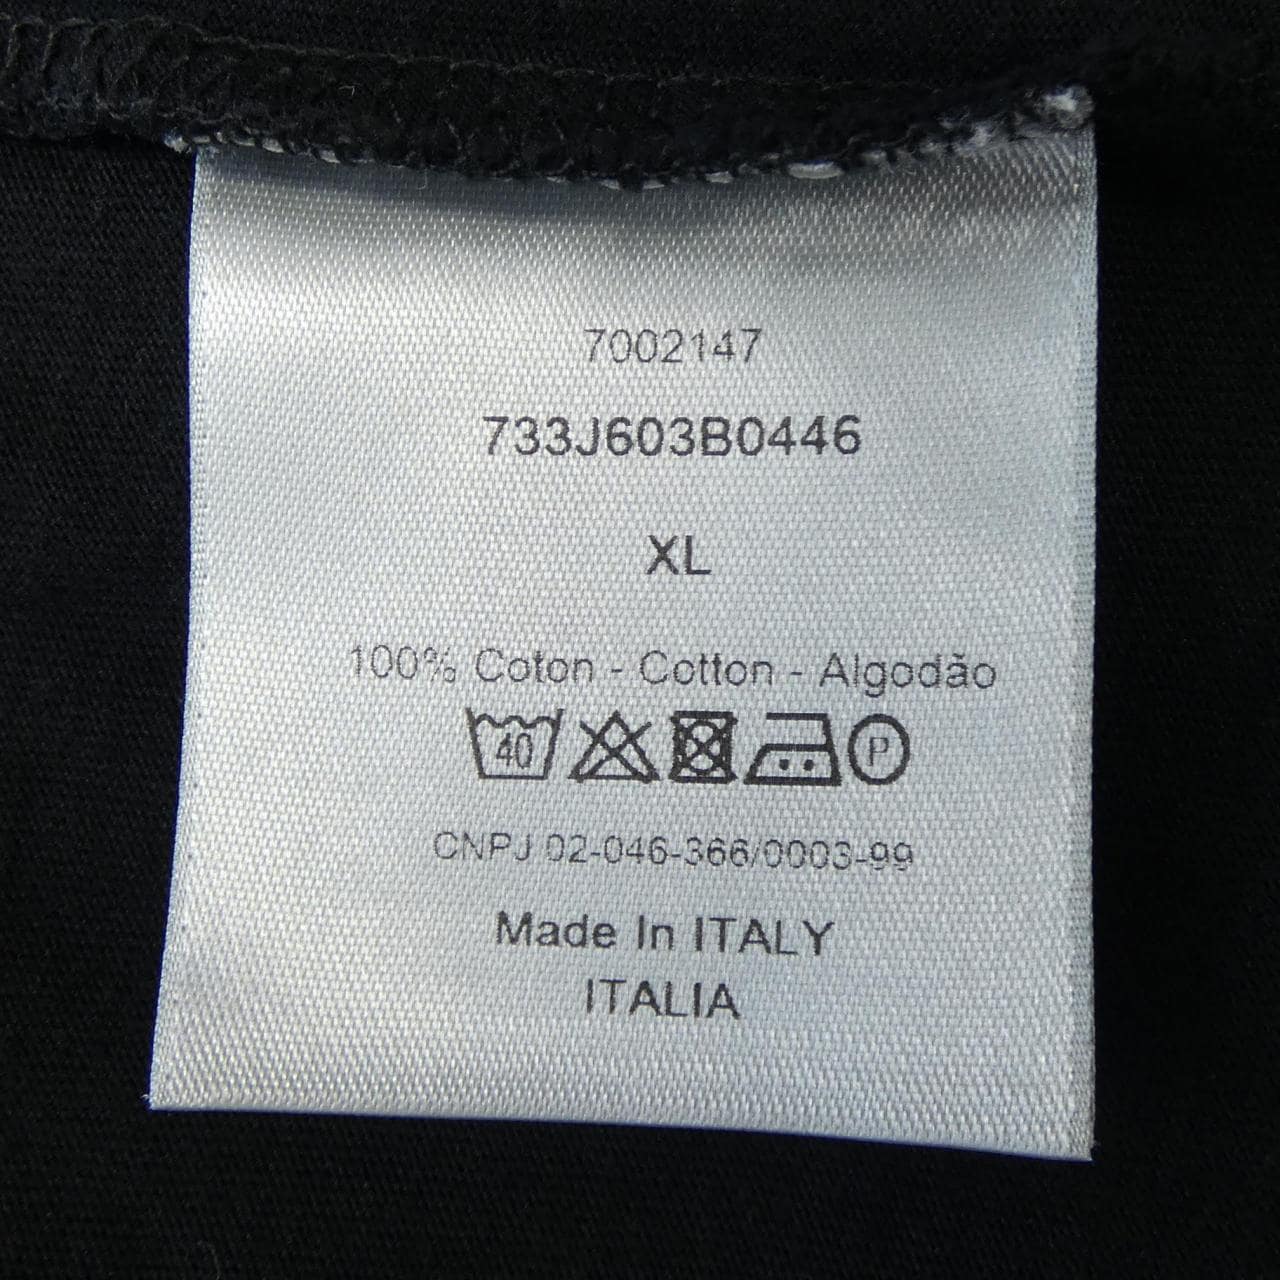 7002147
733J603B0446
XL
100% Coton - Cotton - Algodão
40 P
CNPJ 02-046-366/0003-99
Made In ITALY
ITALIA